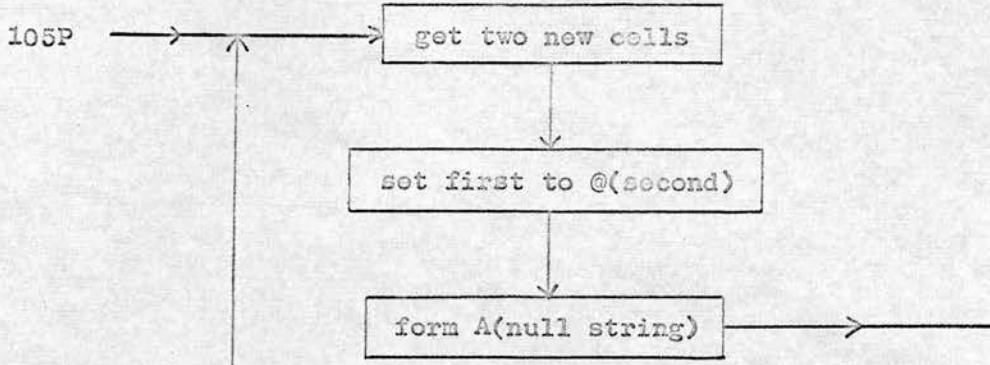 105P
get two new cells
set first to @(second)
form A(null string)